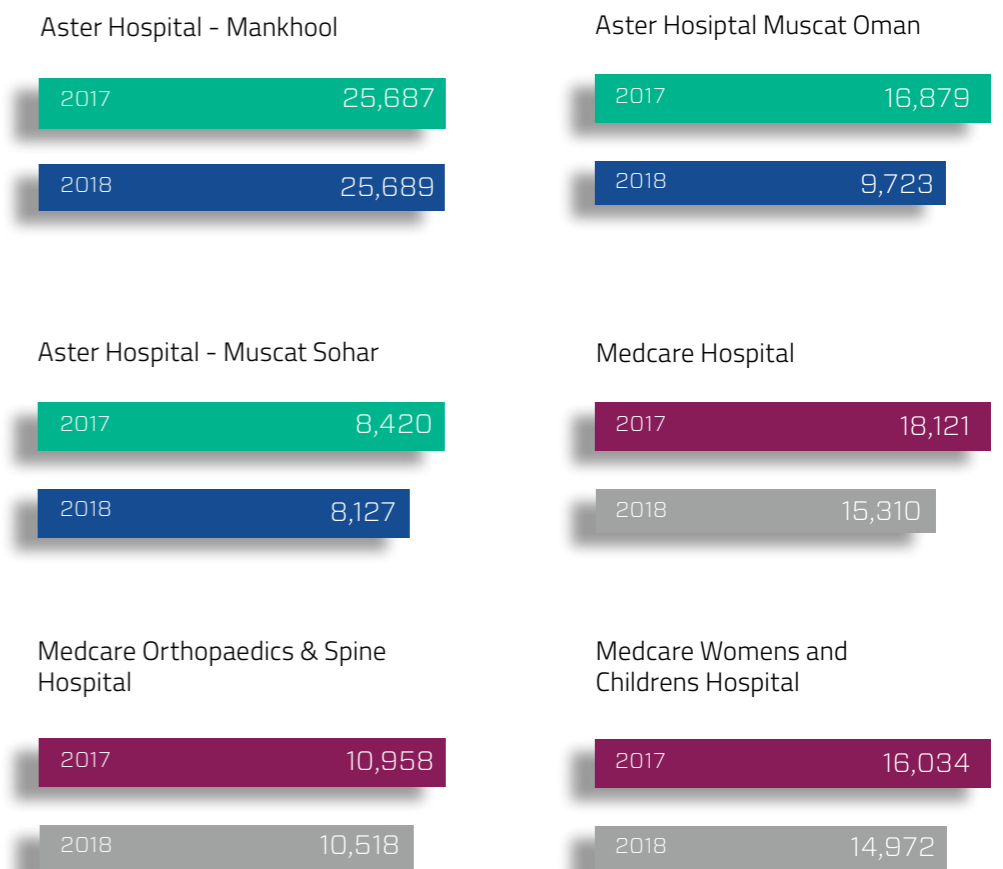 Aster Hospital - Mankhool
2017 25,687
2018 25,689
Aster Hosiptal Muscat Oman
2017 16,879
2018 9,723
Aster Hospital - Muscat Sohar
2017 8,420
2018 8,127
Medcare Hospital
2017 18,121
2018 15,310
Medcare Orthopaedics & Spine
Hospital
2017 10,958
2018 10,518
Medcare Womens and
Childrens Hospital
2017 16,034
2018 14,972